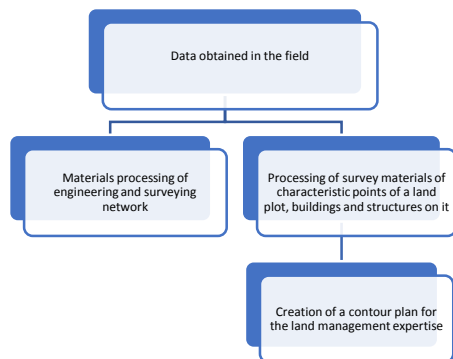 Data obtained in the field
Materials processing of
engineering and surveying
network
Processing of survey materials of
characteristic points of a land
plot, buildings and structures on it
Creation of a contour plan for
the land management expertise